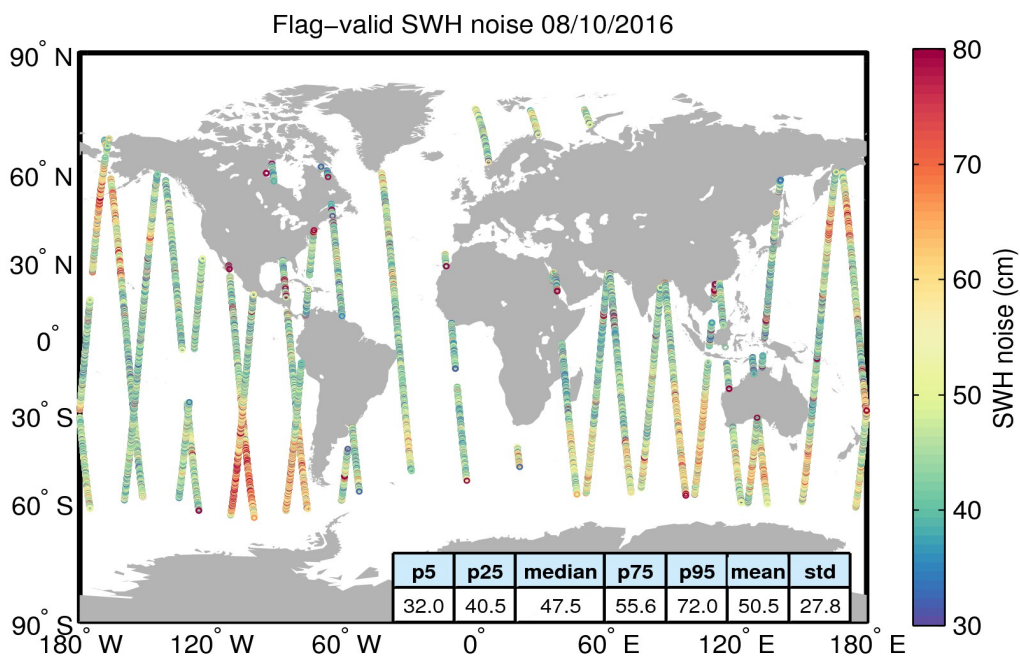 Flag−valid SWH noise 08/10/2016
90° N
60° N
30° N
0°
30° S
60° S
90° S
180° W
120° W
60° W
0°
60° E
120° E
180° E
80
70
60
50
40
30
SWH noise (cm)
p5 p25 median p75 p95 mean std
32.0 40.5 47.5 55.6 72.0 50.5 27.8